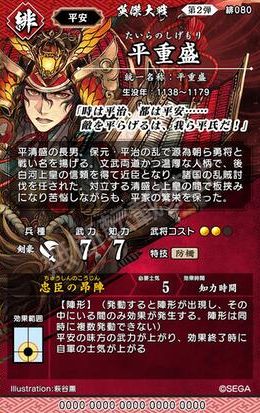 緋
平安
英傑大戦
第2弾
緋080
たいらのしげもり
平重盛
統一名称：平重盛
生没年：1138～1179
「時は平治、都は平安……
敵を平らげるは、我ら平氏だ！」
平清盛の長男。保元・平治の乱で源為朝ら勇将と
戦い名を揚げる。文武両道かつ温厚な人柄で、後
白河上皇の信頼を得て近臣となり、諸国の乱賊討
伐を任された。対立する清盛と上皇の間で板挟み
になり苦悩しながらも、平家の繁栄を保った。
兵種
武力
知力
武将コスト
剣豪
7
7
特技
防柵
ちゅうしんのこうじん
忠臣の昂陣
必要士気
5
効果時間
知力時間
効果範囲
【陣形】（発動すると陣形が出現し、その
中にいる間のみ効果が発生する。陣形は同
時に複数発動できない）
平安の味方の武力が上がり、効果終了時に
自軍の士気が上がる
Illustration:萩谷薫
©SEGA
0000-0000-0000-0000-0000